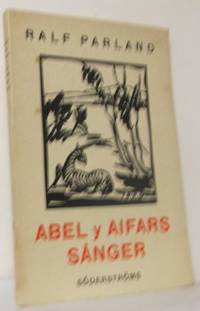 RALF PARLAND
ABEL y AIFARS
SÅNGER
SÖDERSTRÖMS